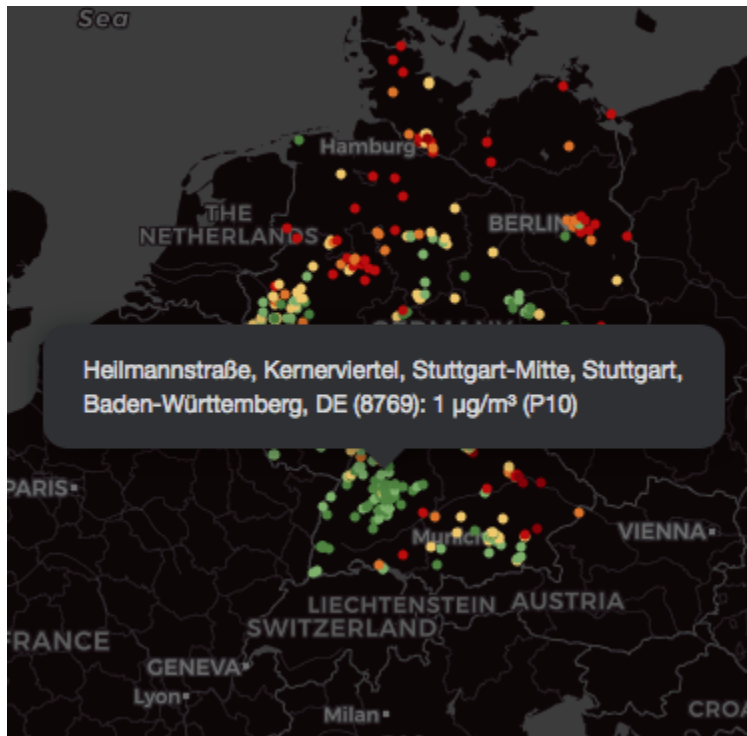 Sea
Hamburg
THE
NETHERLANDS
BERLIN
GERMANY
Heilmannstraße, Kernerviertel, Stuttgart-Mitte, Stuttgart,
Baden-Württemberg, DE (8769): 1 µg/m³ (P10)
PARIS
VIENNA
Munich
LIECHTENSTEIN
AUSTRIA
SWITZERLAND
FRANCE
GENEVA
Lyon
Milan
CROA